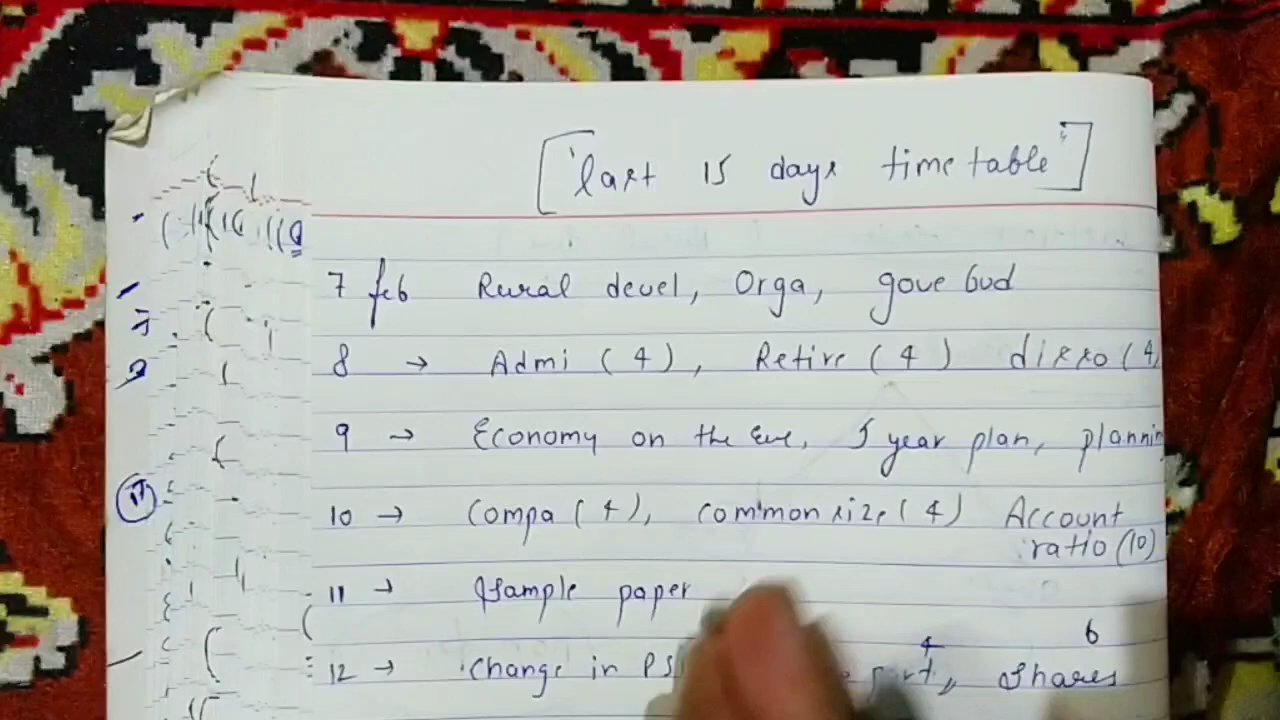 ['last 15 days time table']
7 feb Rural devel, Orga, gove bud
8 → Admi (4), Retire (4) disso (4
9 → Economy on the Eve, 5 year plan, planning
10 → Compa (4), common size (4) Account
ratio (10)
11 → Sample paper
4 6
12 → Change in PS Shares